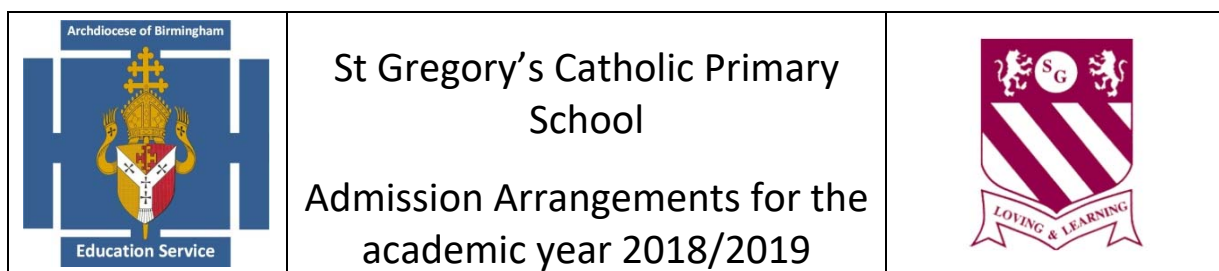 Archdiocese of Birmingham
Education Service
St Gregory’s Catholic Primary
School
Admission Arrangements for the
academic year 2018/2019
S G
LOVING & LEARNING